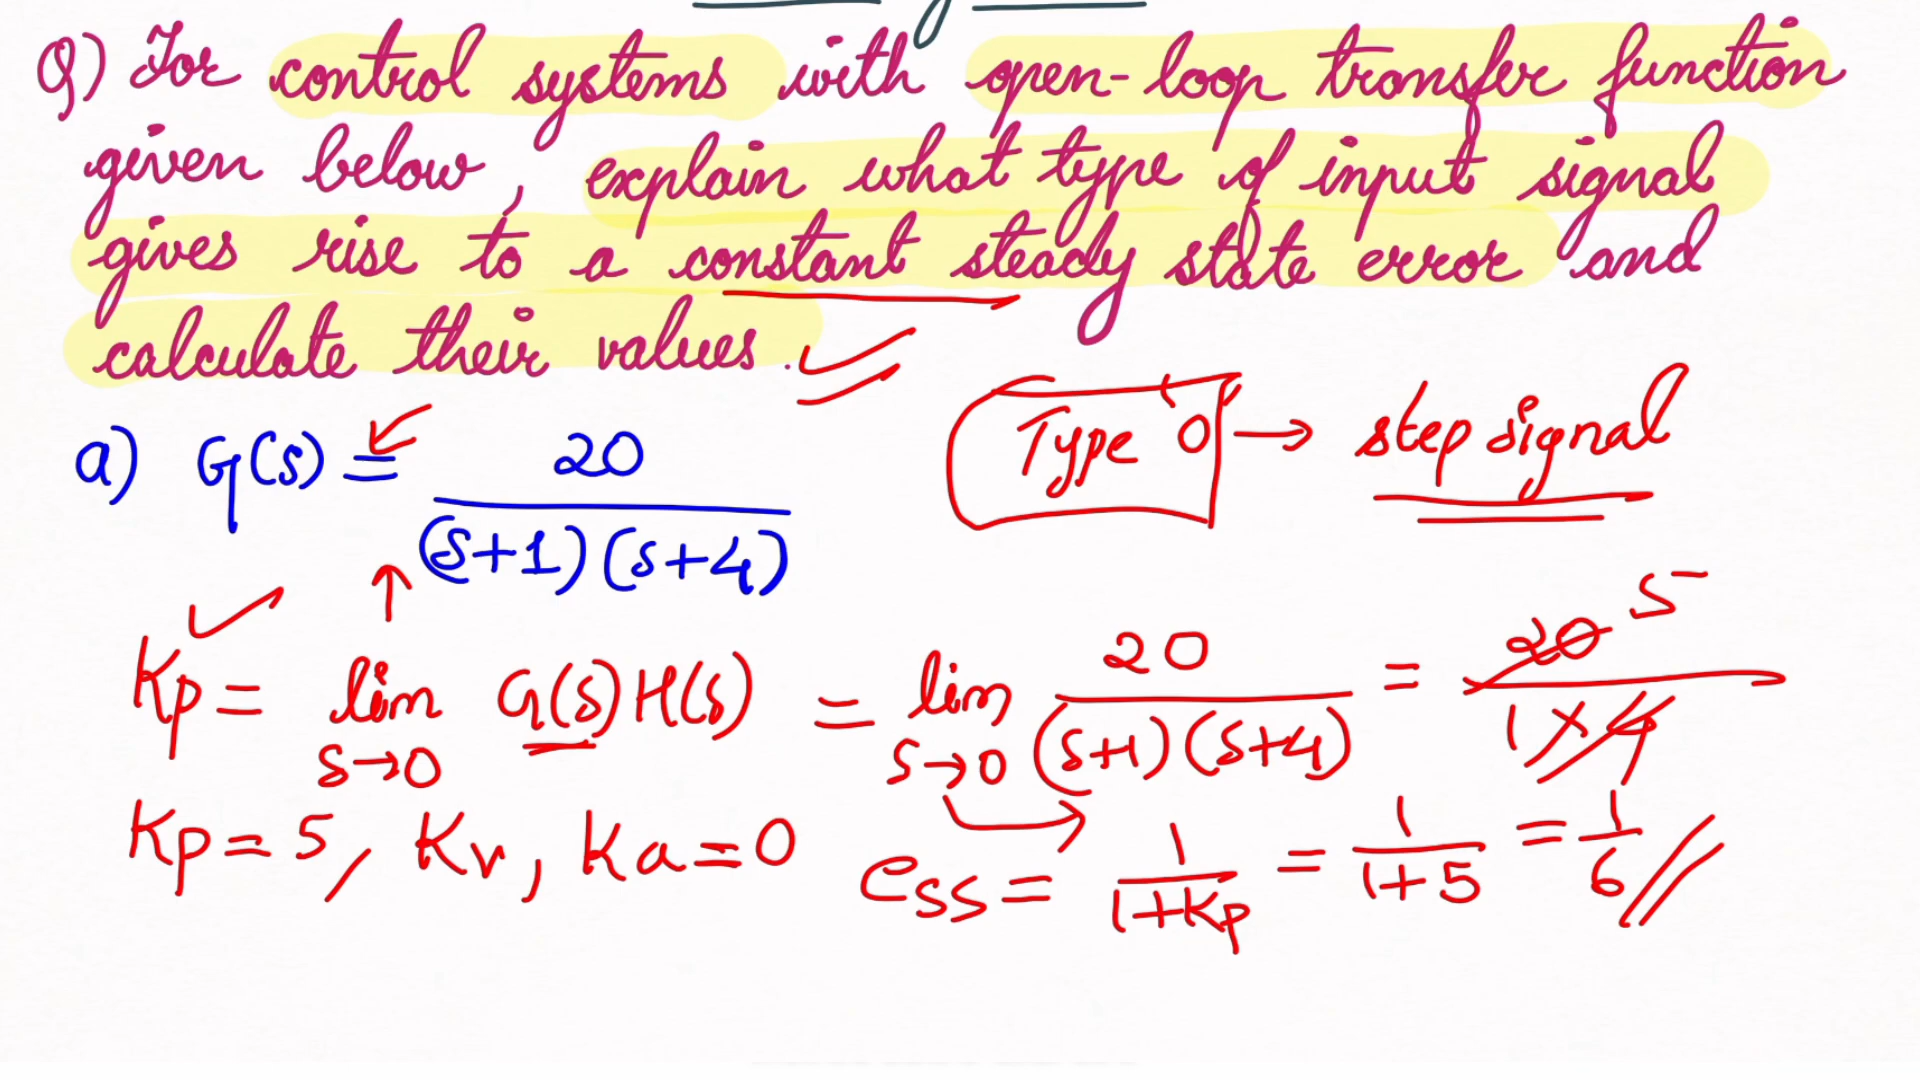 Q) For control systems with open-loop transfer function
given below, explain what type of input signal
gives rise to a constant steady state error and
calculate their values.
a) G(s) = 20 / (s+1)(s+4)
Type '0' → step signal
Kp = lim s→0 G(s)H(s) = lim s→0 20 / (s+1)(s+4) = 20 / 1×4 5
Kp = 5, Kv, Ka = 0
ess = 1 / 1+Kp = 1 / 1+5 = 1 / 6 //